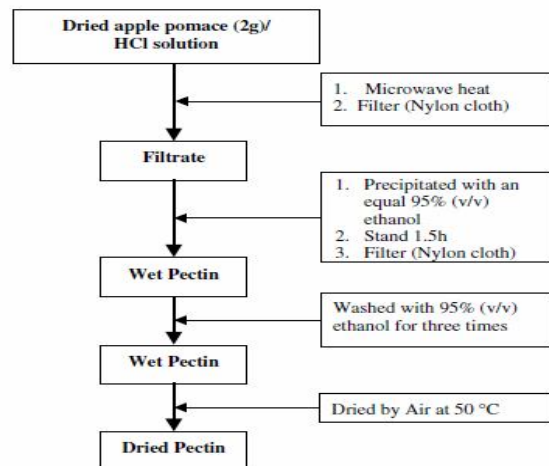 Dried apple pomace (2g)/
HCl solution
1. Microwave heat
2. Filter (Nylon cloth)
Filtrate
1. Precipitated with an
equal 95% (v/v)
ethanol
2. Stand 1.5h
3. Filter (Nylon cloth)
Wet Pectin
Washed with 95% (v/v)
ethanol for three times
Wet Pectin
Dried by Air at 50 °C
Dried Pectin